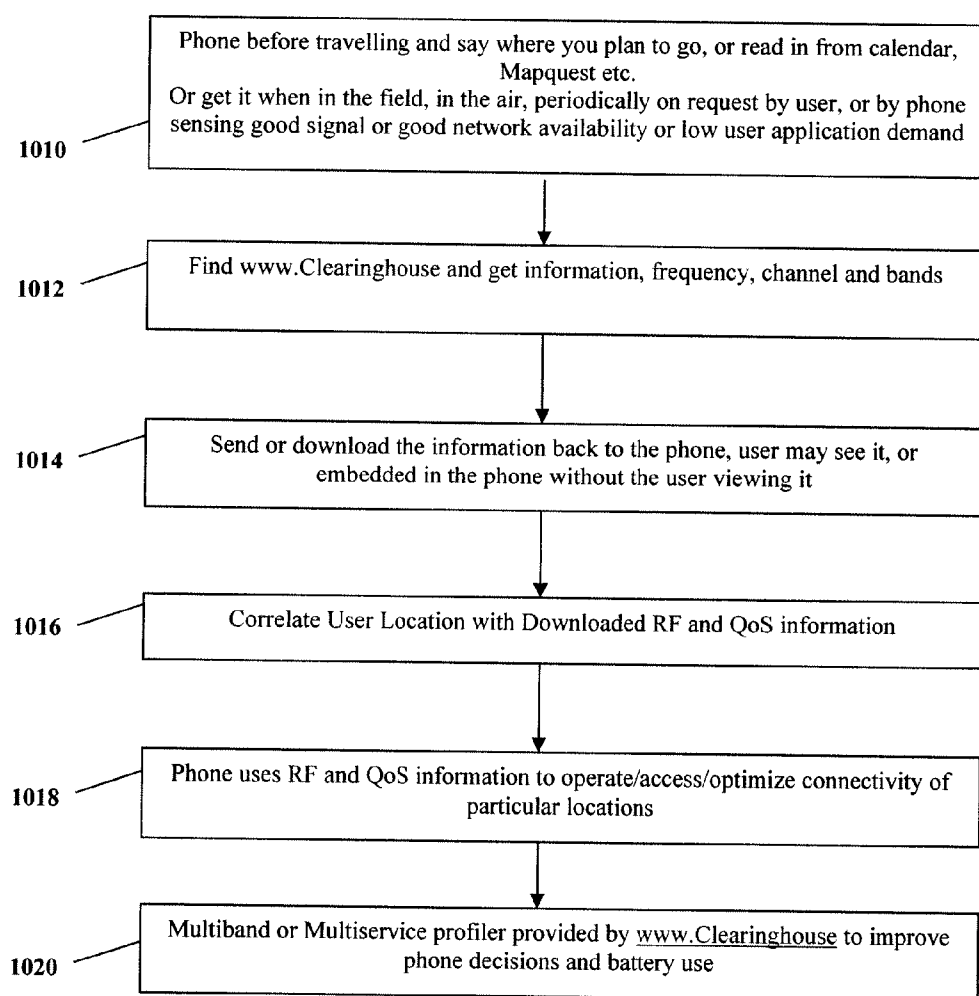 Phone before travelling and say where you plan to go, or read in from calendar,
Mapquest etc.
Or get it when in the field, in the air, periodically on request by user, or by phone
sensing good signal or good network availability or low user application demand
1010
Find www.Clearinghouse and get information, frequency, channel and bands
1012
Send or download the information back to the phone, user may see it, or
embedded in the phone without the user viewing it
1014
Correlate User Location with Downloaded RF and QoS information
1016
Phone uses RF and QoS information to operate/access/optimize connectivity of
particular locations
1018
Multiband or Multiservice profiler provided by www.Clearinghouse to improve
phone decisions and battery use
1020